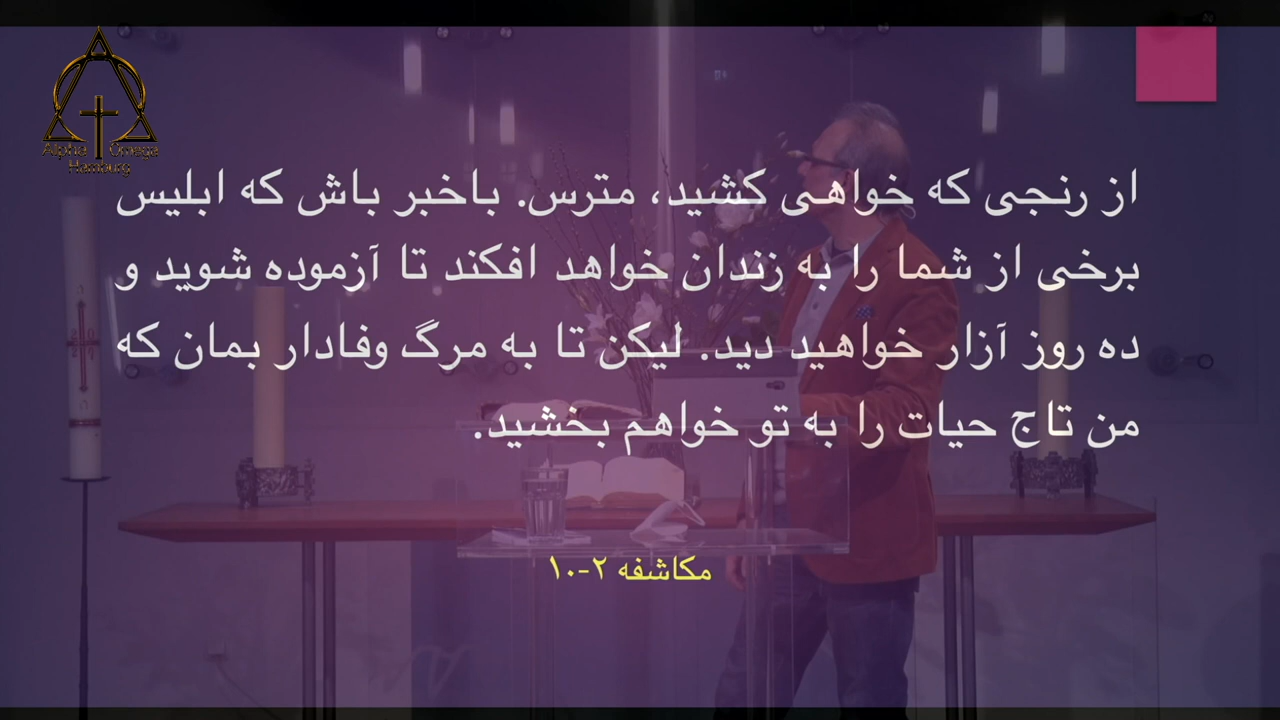 Alpha Omega
Hamburg
از رنجی که خواهی کشید، مترس. باخبر باش که ابلیس
برخی از شما را به زندان خواهد افکند تا آزموده شوید و
ده روز آزار خواهید دید. لیکن تا به مرگ وفادار بمان که
من تاج حیات را به تو خواهم بخشید.
مکاشفه ۲-۱۰